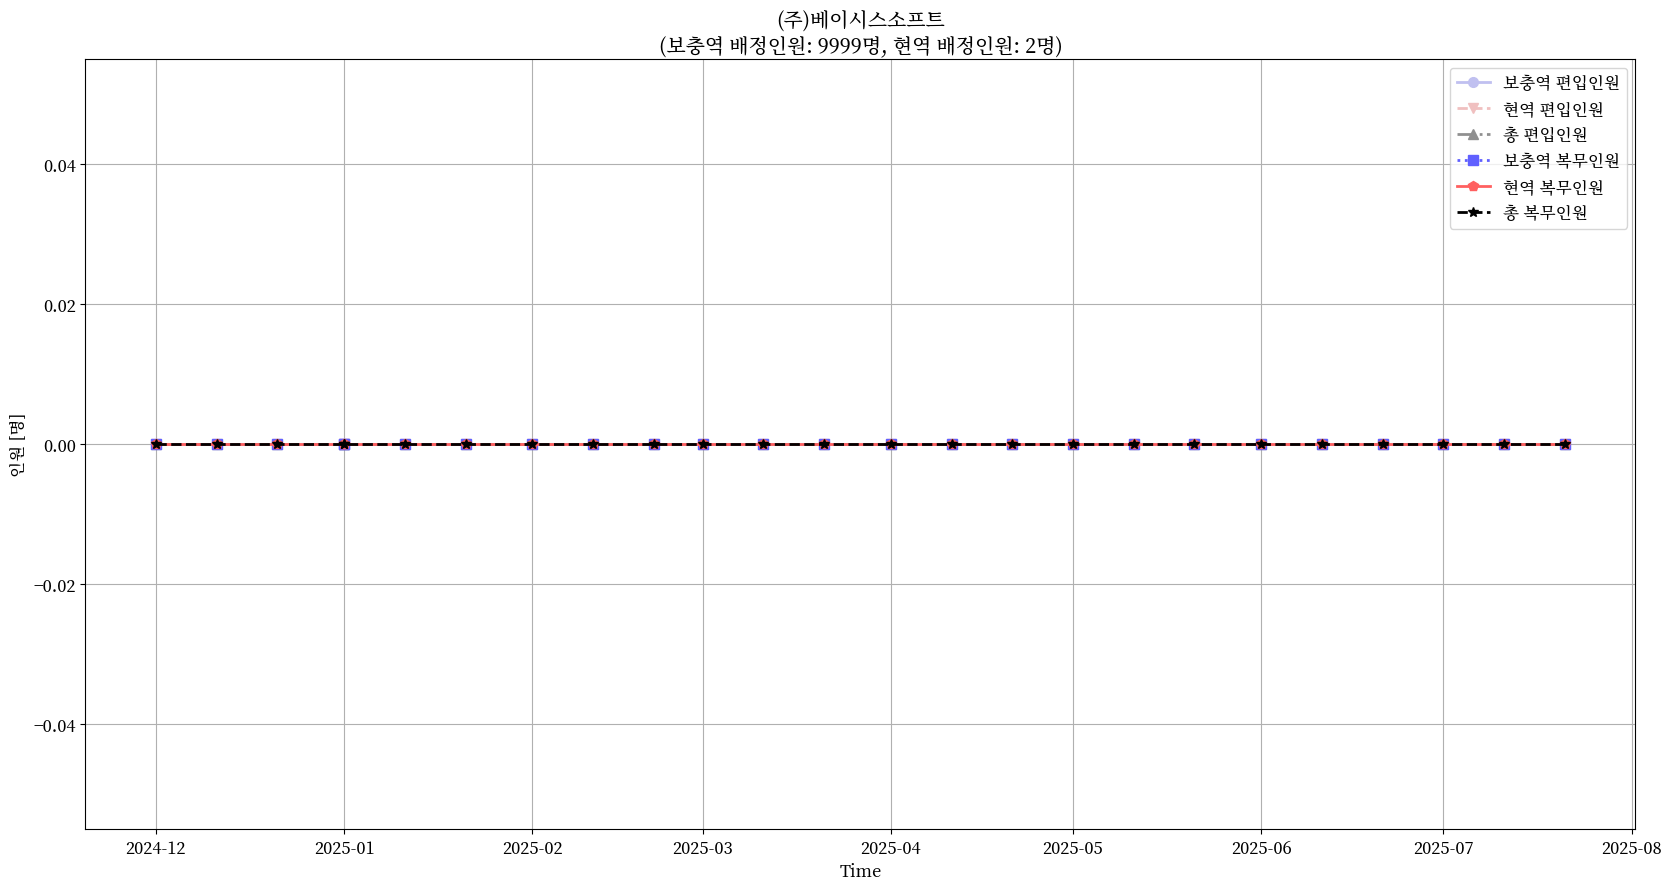 (주)베이시스소프트
(보충역 배정인원: 9999명, 현역 배정인원: 2명)
보충역 편입인원
현역 편입인원
총 편입인원
보충역 복무인원
현역 복무인원
총 복무인원
0.04
0.02
0.00
−0.02
−0.04
인원 [명]
2024-12 2025-01 2025-02 2025-03 2025-04 2025-05 2025-06 2025-07 2025-08
Time